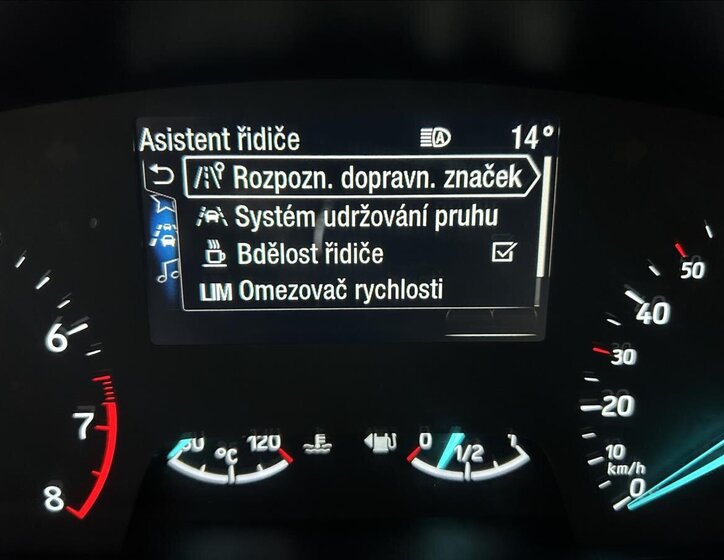 Asistent řidiče 14°
Rozpozn. dopravn. značek
Systém udržování pruhu
Bdělost řidiče
LIM Omezovač rychlosti
6
7
8
°C
120
0
1/2
1
50
40
30
20
10
km/h
0